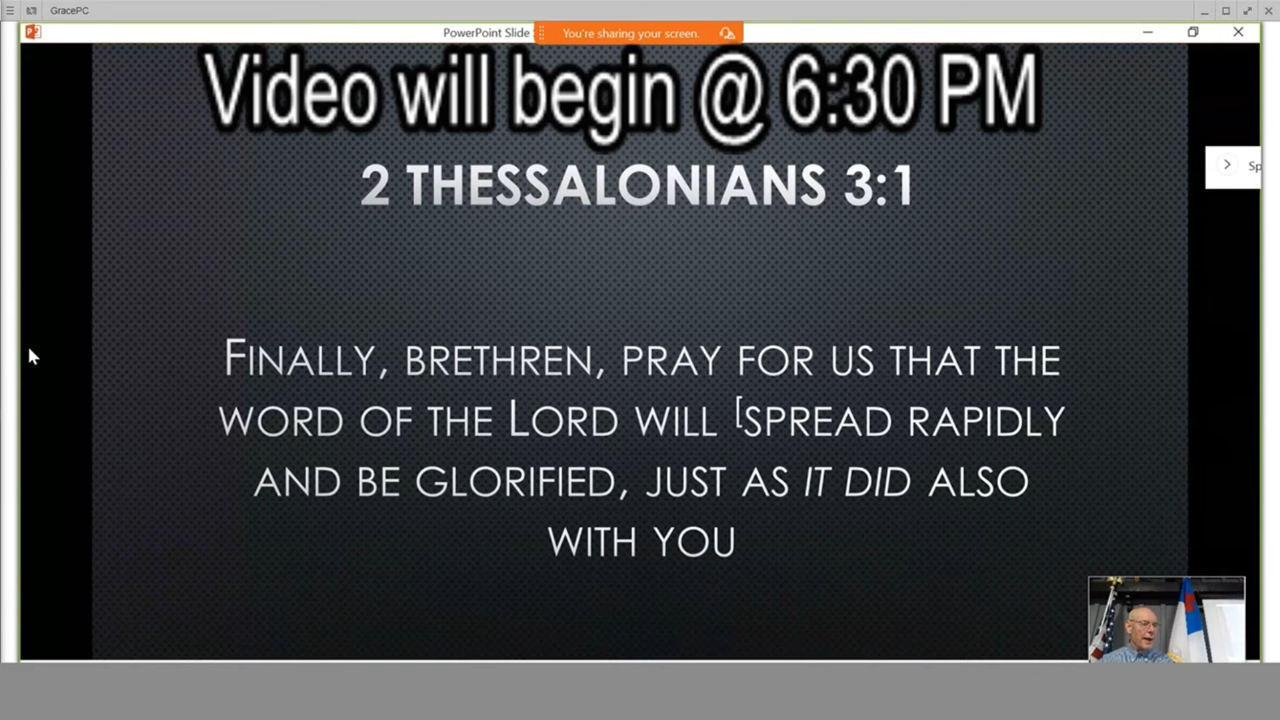 GracePC
PowerPoint Slide
You're sharing your screen.
Video will begin @ 6:30 PM
2 THESSALONIANS 3:1
Sp
FINALLY, BRETHREN, PRAY FOR US THAT THE
WORD OF THE LORD WILL [SPREAD RAPIDLY
AND BE GLORIFIED, JUST AS IT DID ALSO
WITH YOU